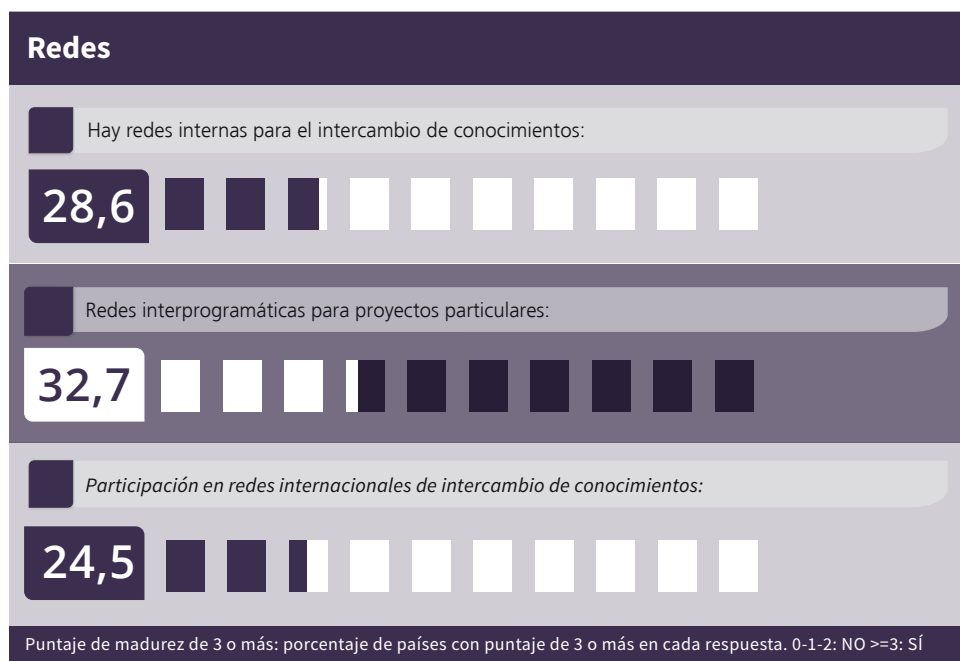 Redes
Hay redes internas para el intercambio de conocimientos:
28,6
Redes interprogramáticas para proyectos particulares:
32,7
Participación en redes internacionales de intercambio de conocimientos:
24,5
Puntaje de madurez de 3 o más: porcentaje de países con puntaje de 3 o más en cada respuesta. 0-1-2: NO >=3: SÍ